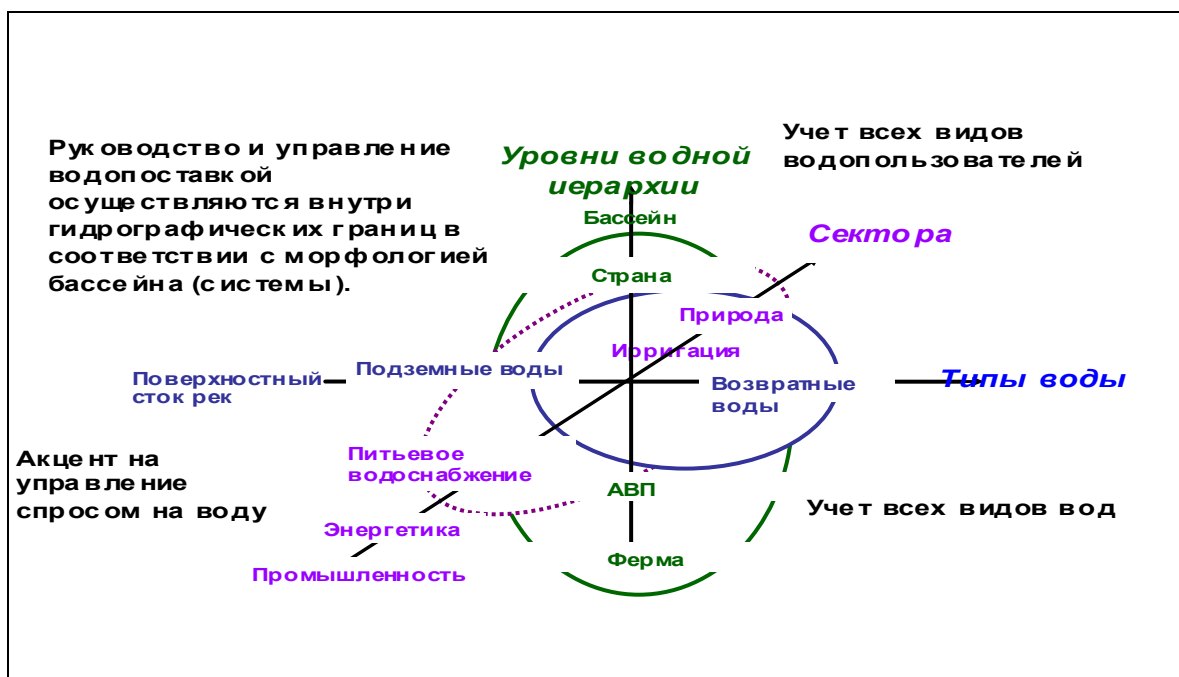 Руководство и управление
водопоставкой
осуществляются внутри
гидрографических границ в
соответствии с морфологией
бассейна (системы).
Уровни водной
иерархии
Бассейн
Страна
Учет всех видов
водопользователей
Сектора
Природа
Ирригация
Подземные воды
Поверхностный
сток рек
Возвратные
воды
Типы воды
Акцент на
управление
спросом на воду
Питьевое
водоснабжение
Энергетика
Промышленность
АВП
Ферма
Учет всех видов вод